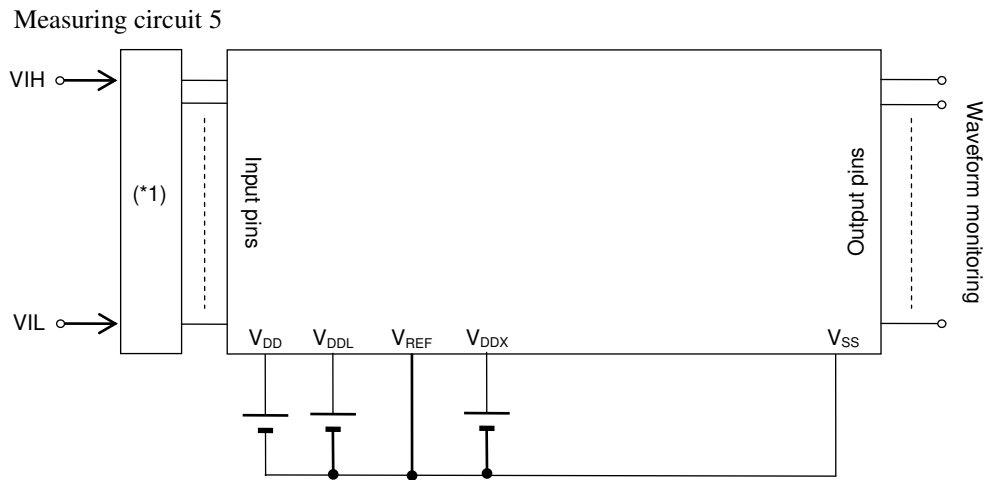 Measuring circuit 5
VIH
(*1)
VIL
Input pins
Output pins
Waveform monitoring
VDD VDDL VREF VDDX VSS